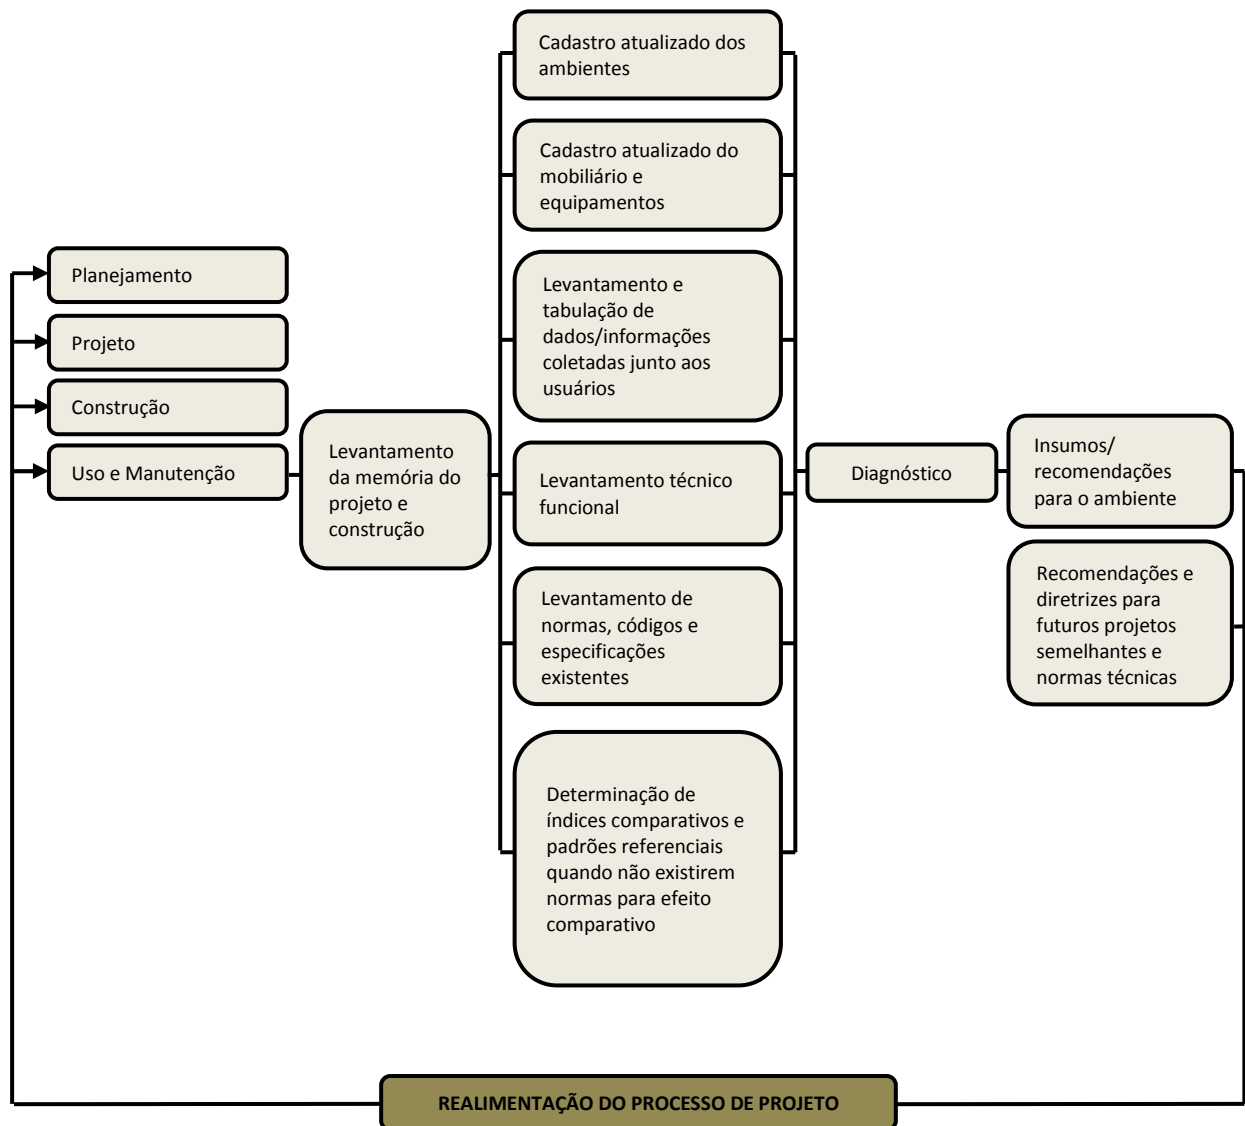 Planejamento
Projeto
Construção
Uso e Manutenção
Levantamento
da memória do
projeto e
construção
Cadastro atualizado dos
ambientes
Cadastro atualizado do
mobiliário e
equipamentos
Levantamento e
tabulação de
dados/informações
coletadas junto aos
usuários
Levantamento técnico
funcional
Levantamento de
normas, códigos e
especificações
existentes
Determinação de
índices comparativos e
padrões referenciais
quando não existirem
normas para efeito
comparativo
Diagnóstico
Insumos/
recomendações
para o ambiente
Recomendações e
diretrizes para
futuros projetos
semelhantes e
normas técnicas
REALIMENTAÇÃO DO PROCESSO DE PROJETO